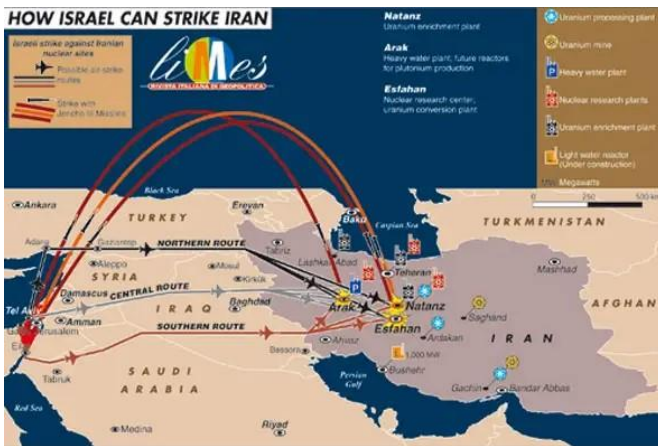 HOW ISRAEL CAN STRIKE IRAN
Israeli strike against Iranian
nuclear sites
Possible air strike
routes
Strike with
Jericho III Missiles
liMes
RIVISTA ITALIANA DI GEOPOLITICA
Natanz
Uranium enrichment plant
Arak
Heavy water plant, future reactors
for plutonium production
Esfahan
Nuclear research center,
uranium conversion plant
Uranium processing plant
Uranium mine
Heavy water plant
Nuclear research plants
Uranium enrichment plant
Light water reactor
(Under construction)
Megawatts
0 250 500 km
Black Sea
Ankara
TURKEY
Erevan
Baku
Caspian Sea
TURKMENISTAN
Adana
Gaziantep
NORTHERN ROUTE
Tabriz
Lashkar Abad
Teheran
Mashhad
Aleppo
Mosul
SYRIA
Kirkuk
CENTRAL ROUTE
Damascus
Tel Aviv
IRAQ
Baghdad
Arak
Natanz
AFGHAN
Amman
Jerusalem
SOUTHERN ROUTE
Esfahan
Saghand
Ardakan
IRAN
Ahusz
Bassora
1,000 MW
Bushehr
Tabruk
SAUDI
ARABIA
Persian
Gulf
Gachin
Bandar Abbas
Red Sea
Medina
Riyad